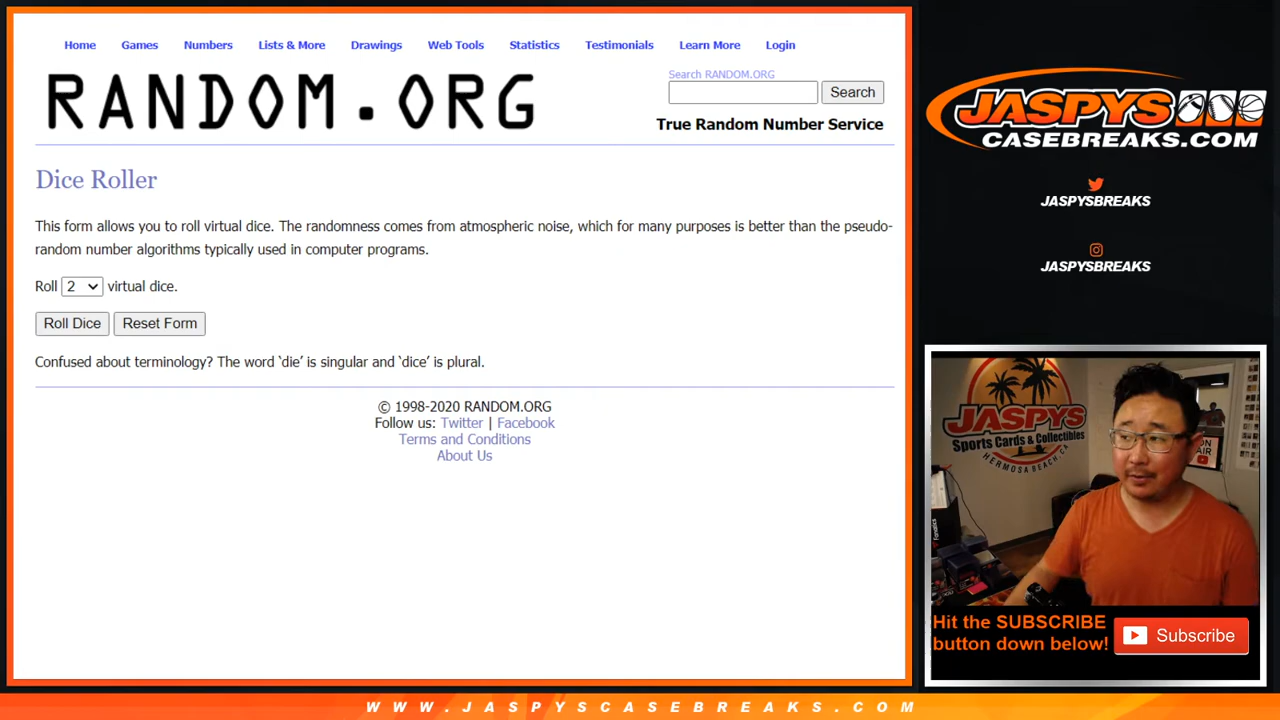 Home Games Numbers Lists & More Drawings Web Tools Statistics Testimonials Learn More Login
RANDOM.ORG
Search RANDOM.ORG
Search
True Random Number Service
Dice Roller
This form allows you to roll virtual dice. The randomness comes from atmospheric noise, which for many purposes is better than the pseudo-
random number algorithms typically used in computer programs.
Roll 2 virtual dice.
Roll Dice Reset Form
Confused about terminology? The word ‘die’ is singular and ‘dice’ is plural.
© 1998-2020 RANDOM.ORG
Follow us: Twitter | Facebook
Terms and Conditions
About Us
JASPYS
CASEBREAKS.COM
JASPYSBREAKS
JASPYSBREAKS
JASPYS
Sports Cards & Collectibles
HERMOSA BEACH, CA
ON
AIR
Fanatics
Hit the SUBSCRIBE
button down below!
Subscribe
WWW.JASPYSCASEBREAKS.COM